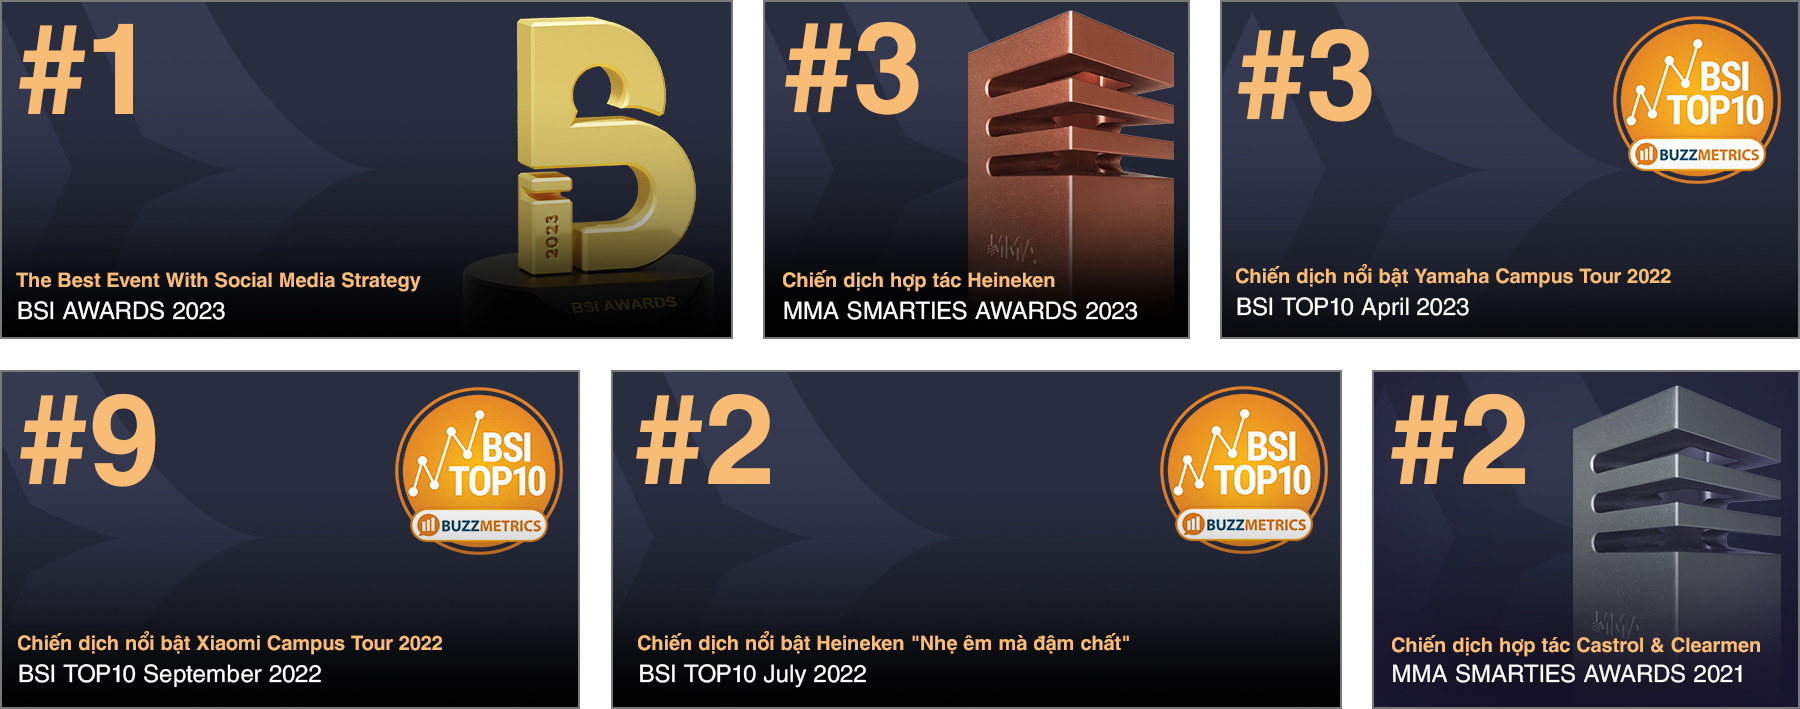 #1
2023
BSI AWARDS
The Best Event With Social Media Strategy
BSI AWARDS 2023
#3
MMA
Chiến dịch hợp tác Heineken
MMA SMARTIES AWARDS 2023
#3
BSI
TOP10
BUZZMETRICS
Chiến dịch nổi bật Yamaha Campus Tour 2022
BSI TOP10 April 2023
#9
BSI
TOP10
BUZZMETRICS
Chiến dịch nổi bật Xiaomi Campus Tour 2022
BSI TOP10 September 2022
#2
BSI
TOP10
BUZZMETRICS
Chiến dịch nổi bật Heineken "Nhẹ êm mà đậm chất"
BSI TOP10 July 2022
#2
MMA
Chiến dịch hợp tác Castrol & Clearmen
MMA SMARTIES AWARDS 2021